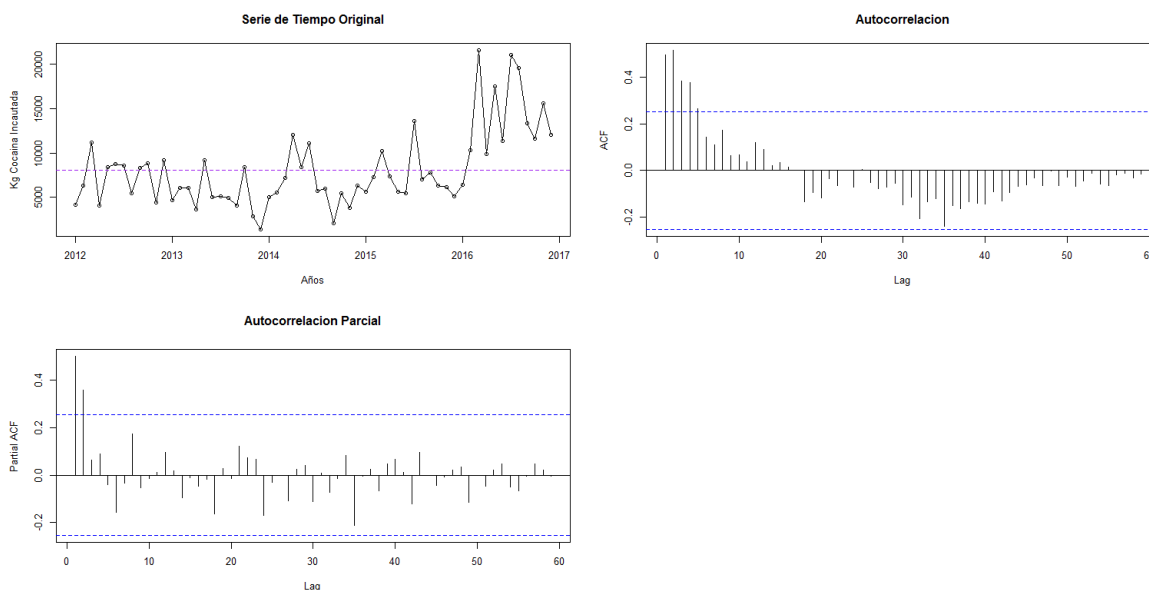 Serie de Tiempo Original
Kg Cocaina Incautada
5000 10000 15000 20000
2012 2013 2014 2015 2016 2017
Años
Autocorrelacion
ACF
-0.2 0.0 0.2 0.4
0 10 20 30 40 50 60
Lag
Autocorrelacion Parcial
Partial ACF
-0.2 0.0 0.2 0.4
0 10 20 30 40 50 60
Lag